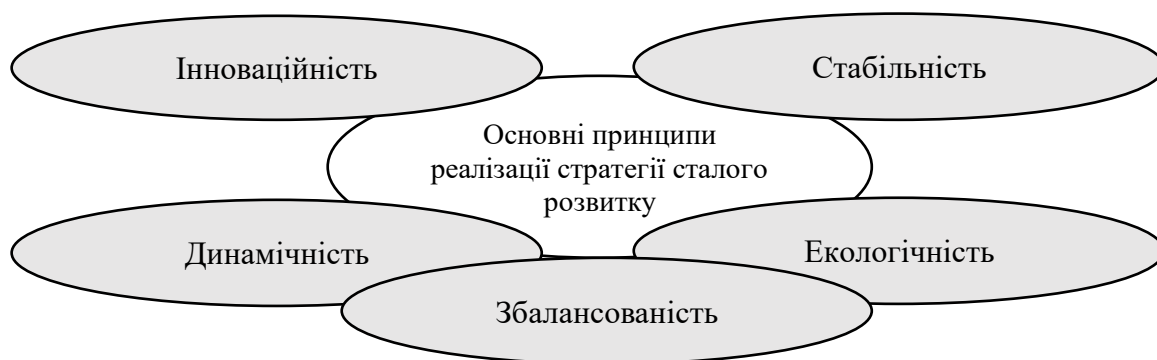 Інноваційність
Стабільність
Основні принципи
реалізації стратегії сталого
розвитку
Динамічність
Екологічність
Збалансованість